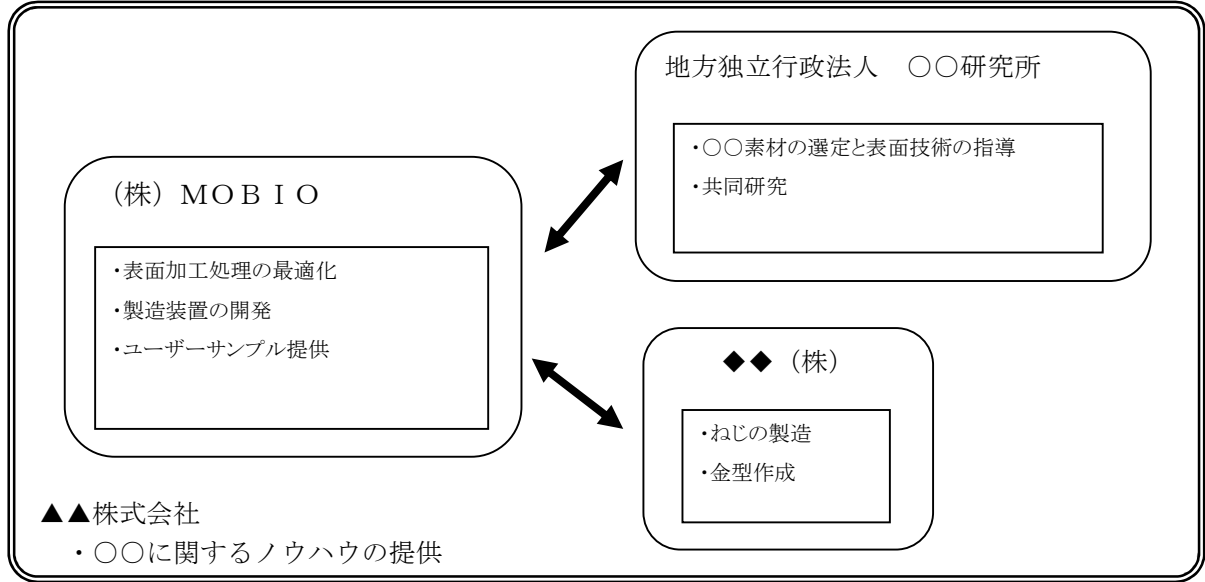 地方独立行政法人　○○研究所
・○○素材の選定と表面技術の指導
・共同研究
（株）ＭＯＢＩＯ
・表面加工処理の最適化
・製造装置の開発
・ユーザーサンプル提供
◆◆（株）
・ねじの製造
・金型作成
▲▲株式会社
・○○に関するノウハウの提供